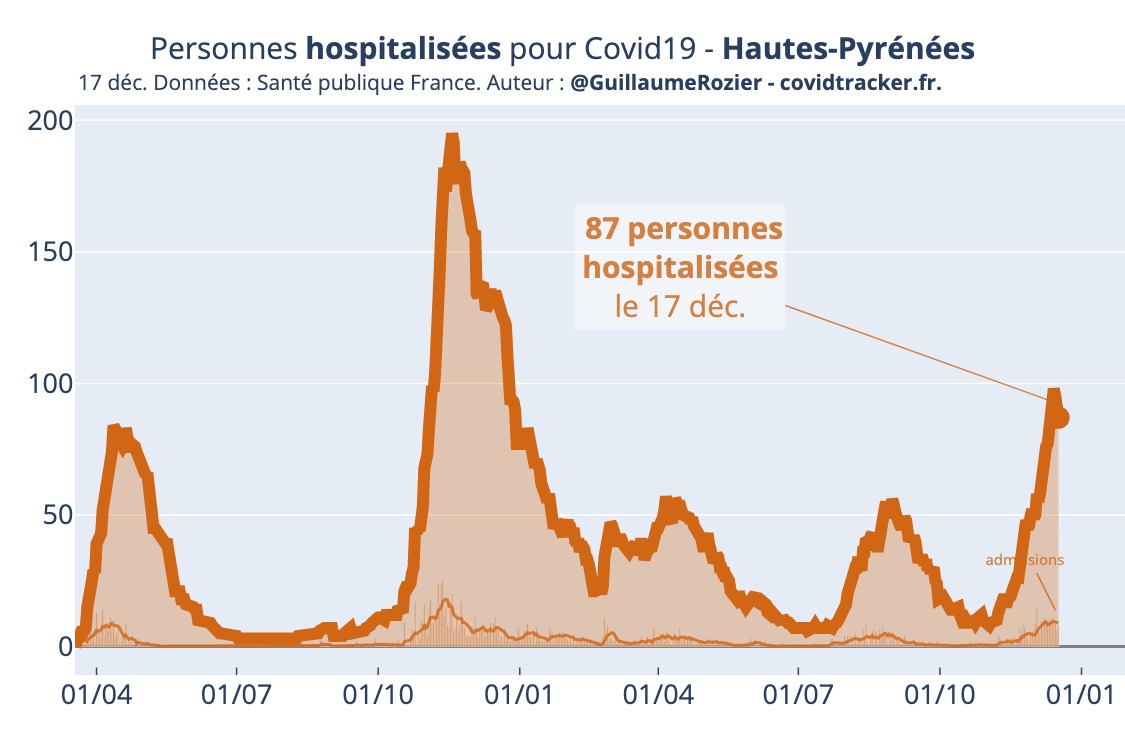 Personnes hospitalisées pour Covid19 - Hautes-Pyrénées
17 déc. Données : Santé publique France. Auteur : @GuillaumeRozier - covidtracker.fr.
200
150
100
50
0
87 personnes
hospitalisées
le 17 déc.
admissions
01/04 01/07 01/10 01/01 01/04 01/07 01/10 01/01